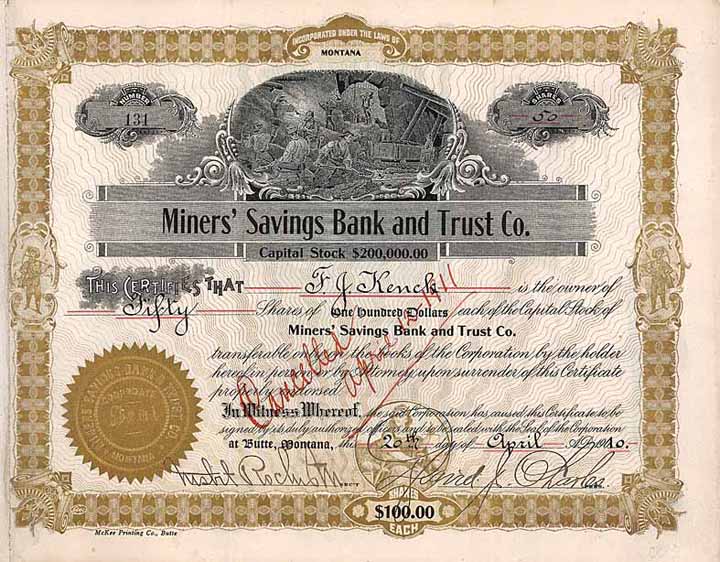 INCORPORATED UNDER THE LAWS OF
MONTANA
NUMBER
131
SHARES
50
Miners' Savings Bank and Trust Co.
Capital Stock $200,000.00
THIS CERTIFIES THAT F J Kenck is the owner of
Fifty Shares of One Hundred Dollars each of the Capital Stock of
Miners' Savings Bank and Trust Co.
transferable only on the books of the Corporation by the holder
hereof in person or by Attorney upon surrender of this Certificate
properly endorsed.
Cancelled
April 1911
In Witness Whereof, the said Corporation has caused this Certificate to be
signed by its duly authorized officers and to be sealed with the Seal of the Corporation
at Butte, Montana, this 20th day of April A.D. 1910.
SEC'Y
$100.00
EACH
McKee Printing Co., Butte